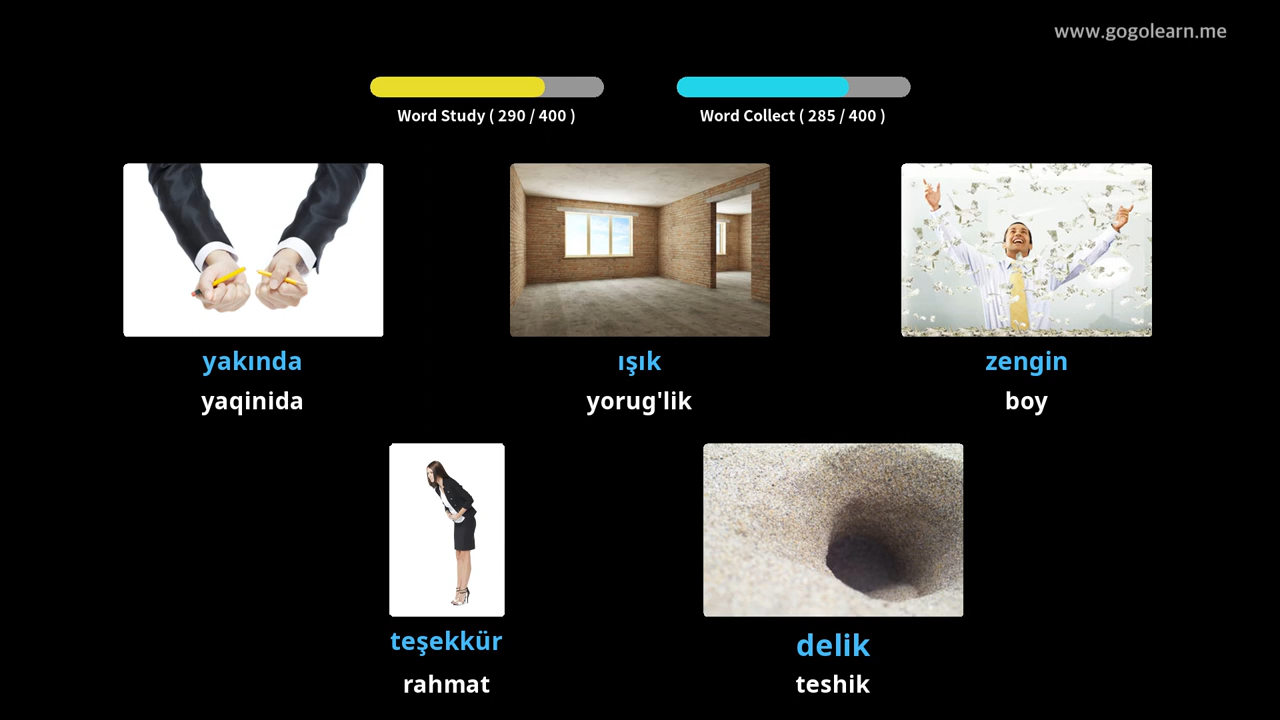 www.gogolearn.me
Word Study ( 290 / 400 )
Word Collect ( 285 / 400 )
yakında
yaqinida
ışık
yorug'lik
zengin
boy
teşekkür
rahmat
delik
teshik